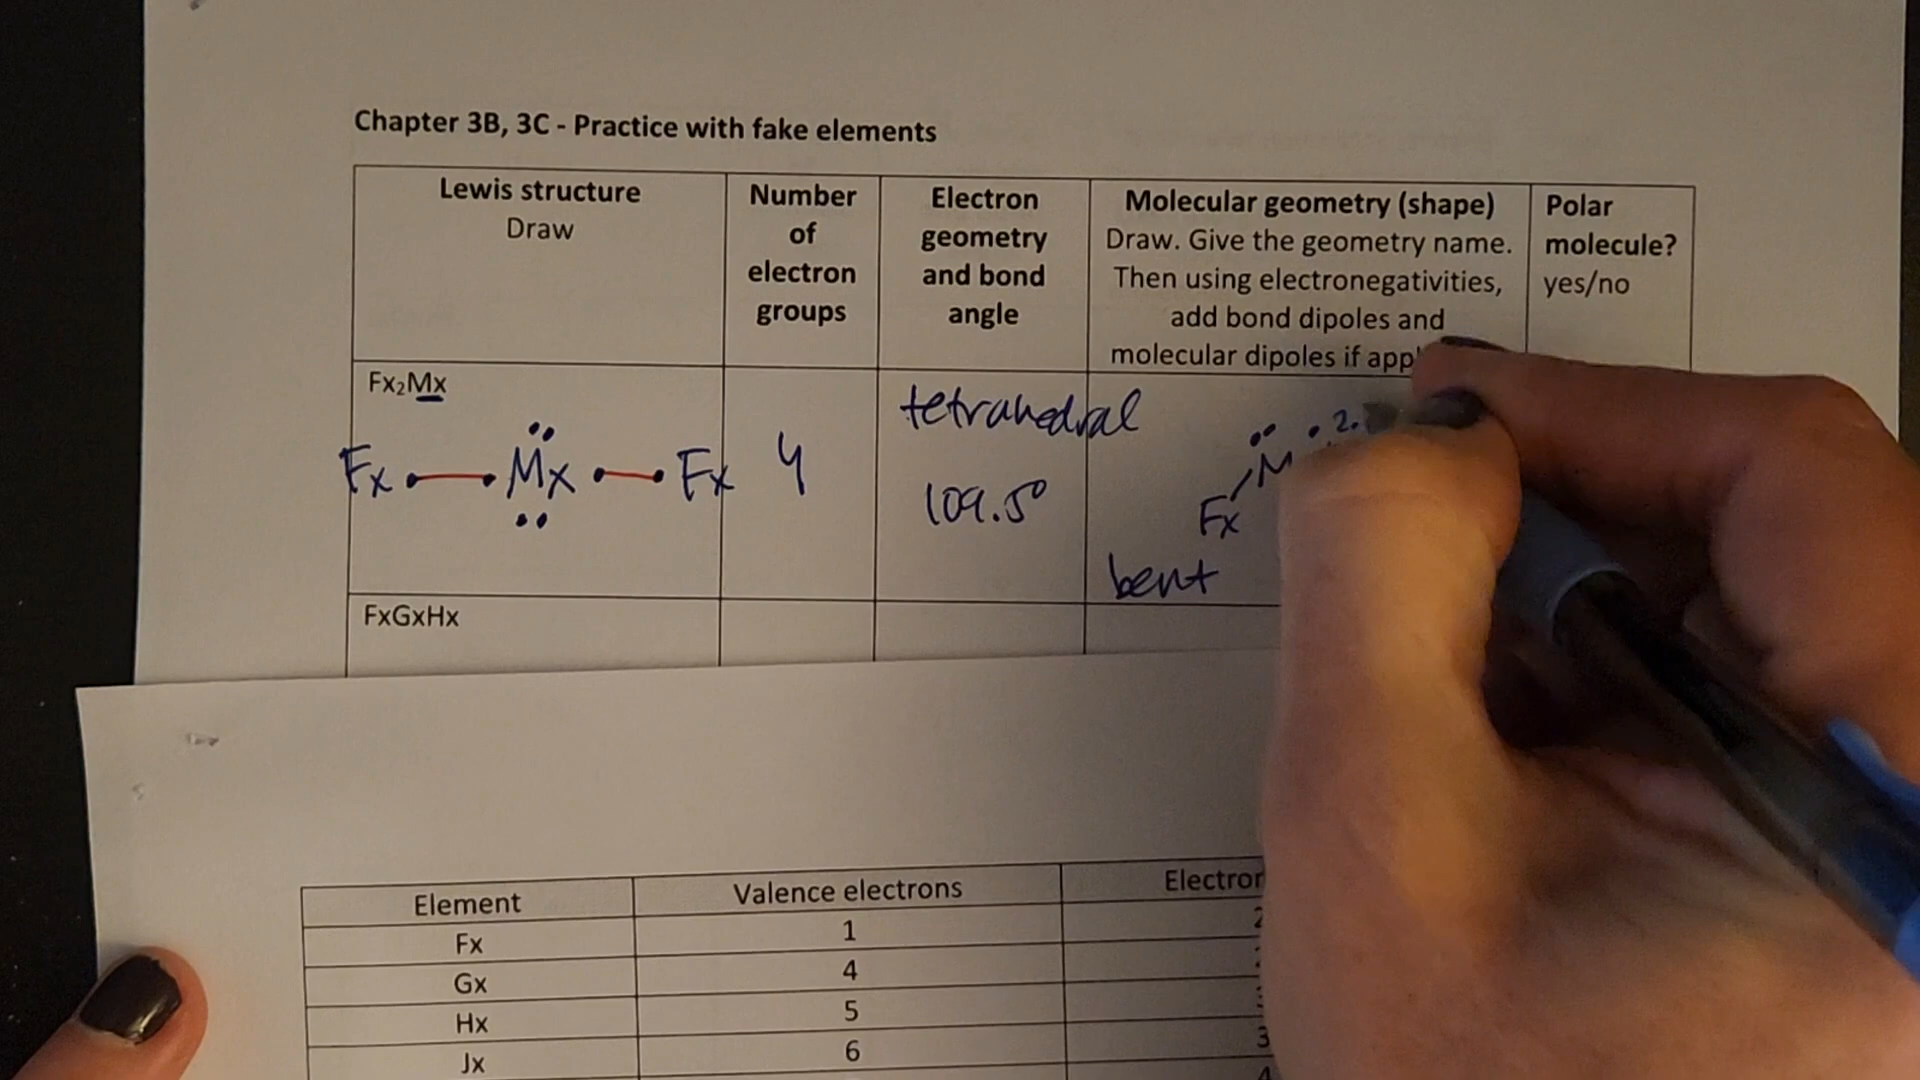 Chapter 3B, 3C - Practice with fake elements
Lewis structure
Draw
Number
of
electron
groups
Electron
geometry
and bond
angle
Molecular geometry (shape)
Draw. Give the geometry name.
Then using electronegativities,
add bond dipoles and
molecular dipoles if
Polar
molecule?
yes/no
Fx₂Mx
Fx Mx Fx
4
tetrahedral
109.5°
2.
Fx
bent
FxGxHx
Element Valence electrons
Fx 1
Gx 4
Hx 5
Jx 6 3